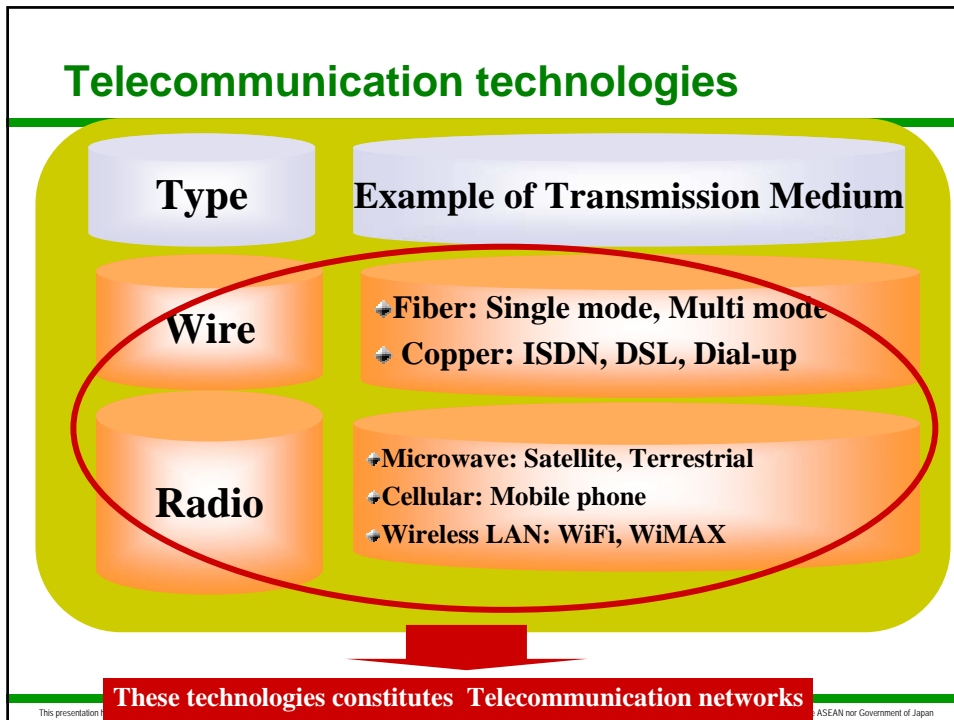 Telecommunication technologies
Type
Example of Transmission Medium
Wire
Fiber: Single mode, Multi mode
Copper: ISDN, DSL, Dial-up
Radio
Microwave: Satellite, Terrestrial
Cellular: Mobile phone
Wireless LAN: WiFi, WiMAX
These technologies constitutes Telecommunication networks
This presentation
ASEAN nor Government of Japan